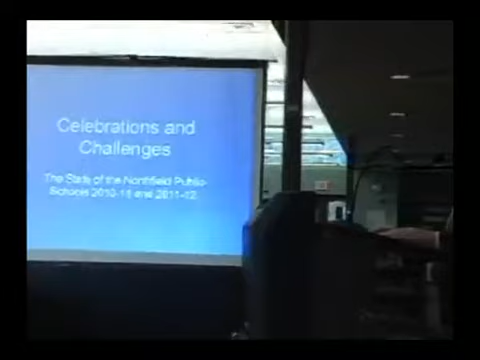 Celebrations and
Challenges
The State of the Northfield Public
Schools 2010-11 and 2011-12